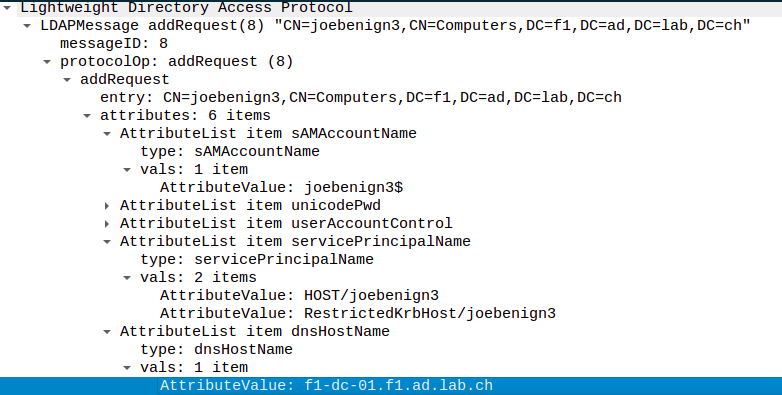 Lightweight Directory Access Protocol
LDAPMessage addRequest(8) "CN=joebenign3,CN=Computers,DC=f1,DC=ad,DC=lab,DC=ch"
messageID: 8
protocolOp: addRequest (8)
addRequest
entry: CN=joebenign3,CN=Computers,DC=f1,DC=ad,DC=lab,DC=ch
attributes: 6 items
AttributeList item sAMAccountName
type: sAMAccountName
vals: 1 item
AttributeValue: joebenign3$
AttributeList item unicodePwd
AttributeList item userAccountControl
AttributeList item servicePrincipalName
type: servicePrincipalName
vals: 2 items
AttributeValue: HOST/joebenign3
AttributeValue: RestrictedKrbHost/joebenign3
AttributeList item dnsHostName
type: dnsHostName
vals: 1 item
AttributeValue: f1-dc-01.f1.ad.lab.ch